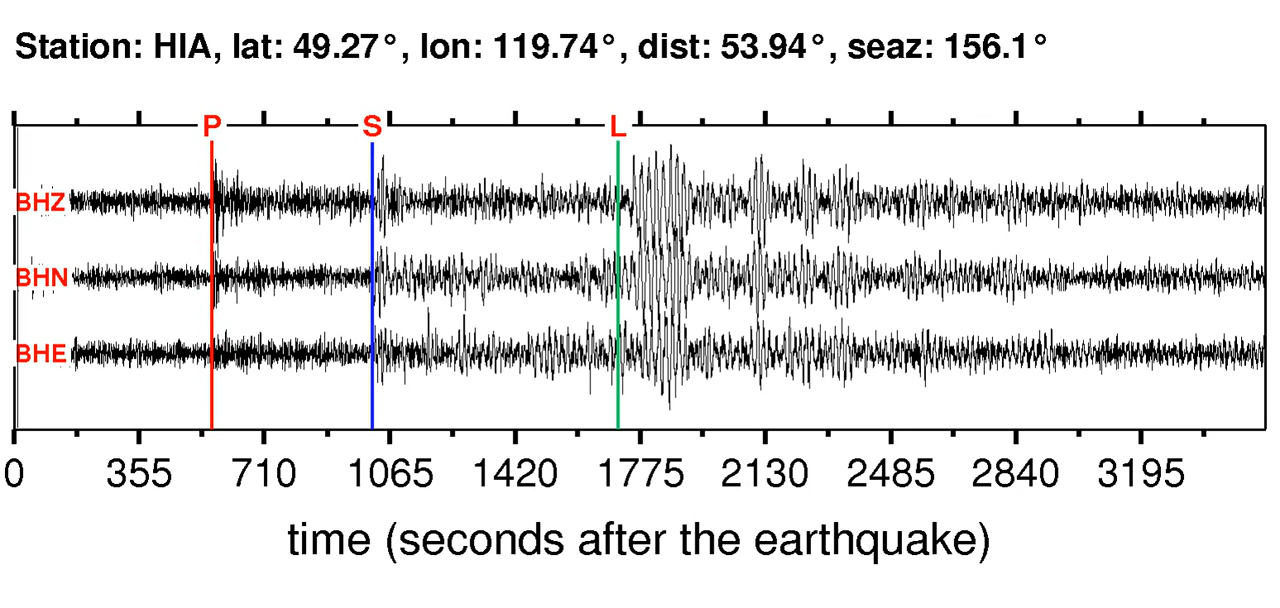 Station: HIA, lat: 49.27°, lon: 119.74°, dist: 53.94°, seaz: 156.1°
P S L
BHZ
BHN
BHE
0 355 710 1065 1420 1775 2130 2485 2840 3195
time (seconds after the earthquake)